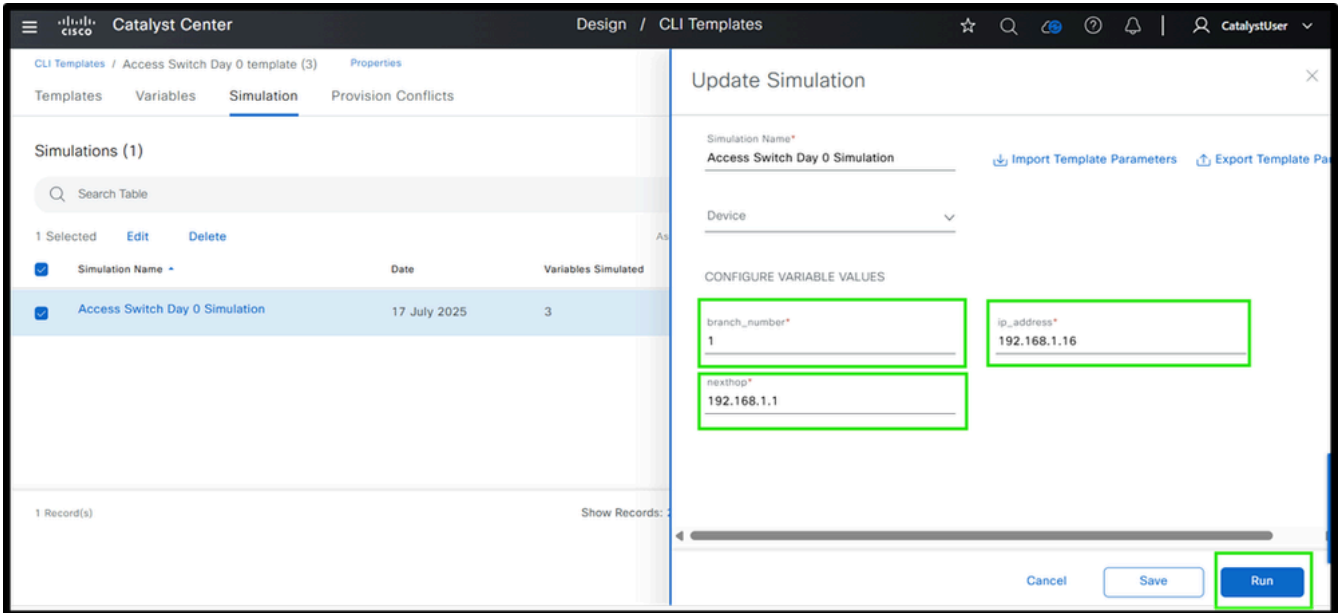 cisco Catalyst Center
Design / CLI Templates
CatalystUser
CLI Templates / Access Switch Day 0 template (3) Properties
Templates Variables Simulation Provision Conflicts
Simulations (1)
Search Table
1 Selected Edit Delete As
Simulation Name Date Variables Simulated
Access Switch Day 0 Simulation 17 July 2025 3
1 Record(s) Show Records:
Update Simulation
Simulation Name*
Access Switch Day 0 Simulation
Import Template Parameters Export Template Pa
Device
CONFIGURE VARIABLE VALUES
branch_number*
1
ip_address*
192.168.1.16
nexthop*
192.168.1.1
Cancel Save Run